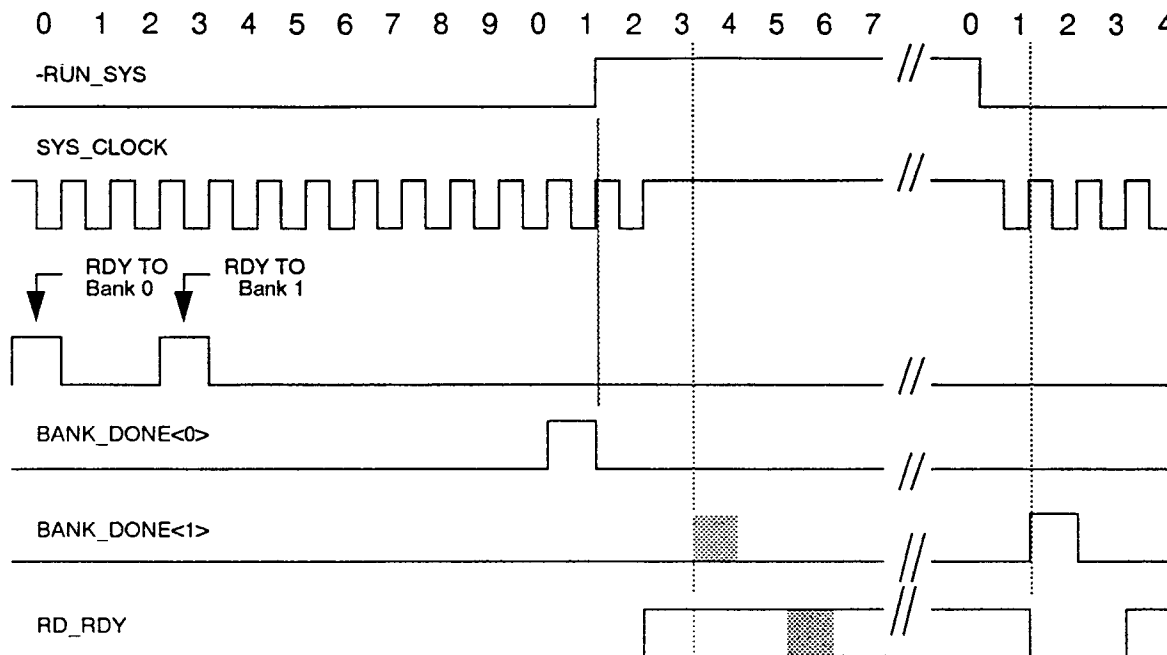 0 1 2 3 4 5 6 7 8 9 0 1 2 3 4 5 6 7 0 1 2 3 4
-RUN_SYS
SYS_CLOCK
RDY TO
Bank 0
RDY TO
Bank 1
BANK_DONE<0>
BANK_DONE<1>
RD_RDY